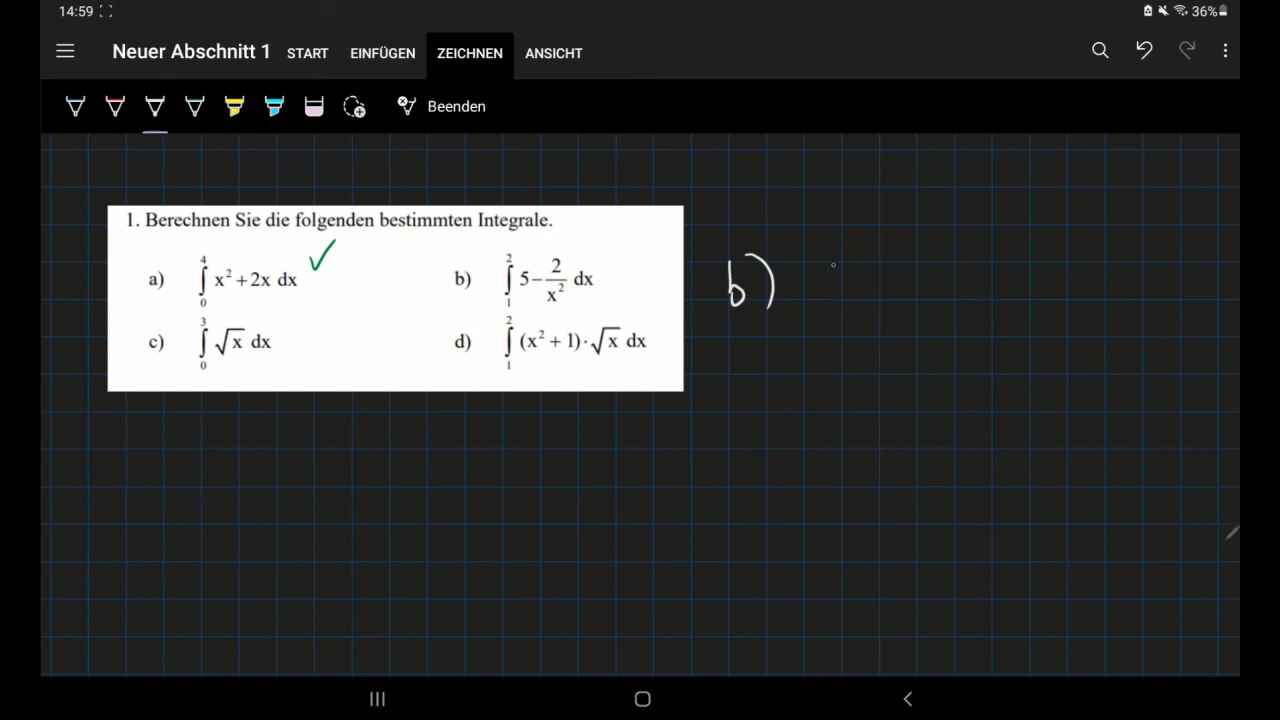 14:59
36%
Neuer Abschnitt 1 START EINFÜGEN ZEICHNEN ANSICHT
Beenden
1. Berechnen Sie die folgenden bestimmten Integrale.
a) ∫₀⁴ x² + 2x dx
b) ∫₁² 5 − 2/x² dx
b)
c) ∫₀³ √x dx
d) ∫₁² (x² + 1) · √x dx